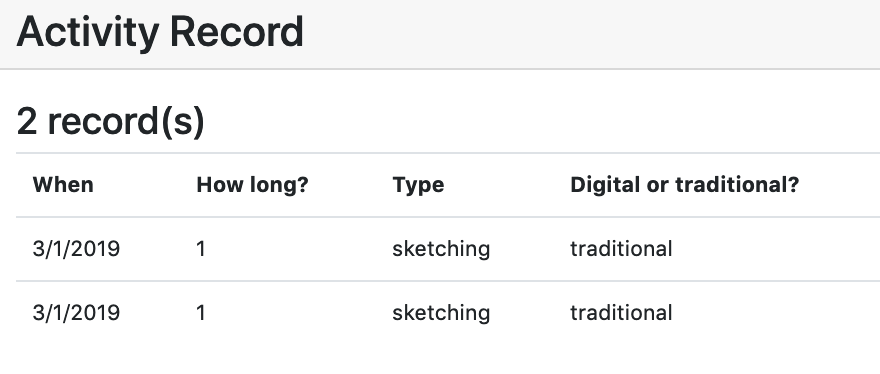 Activity Record
2 record(s)
When How long? Type Digital or traditional?
3/1/2019 1 sketching traditional
3/1/2019 1 sketching traditional